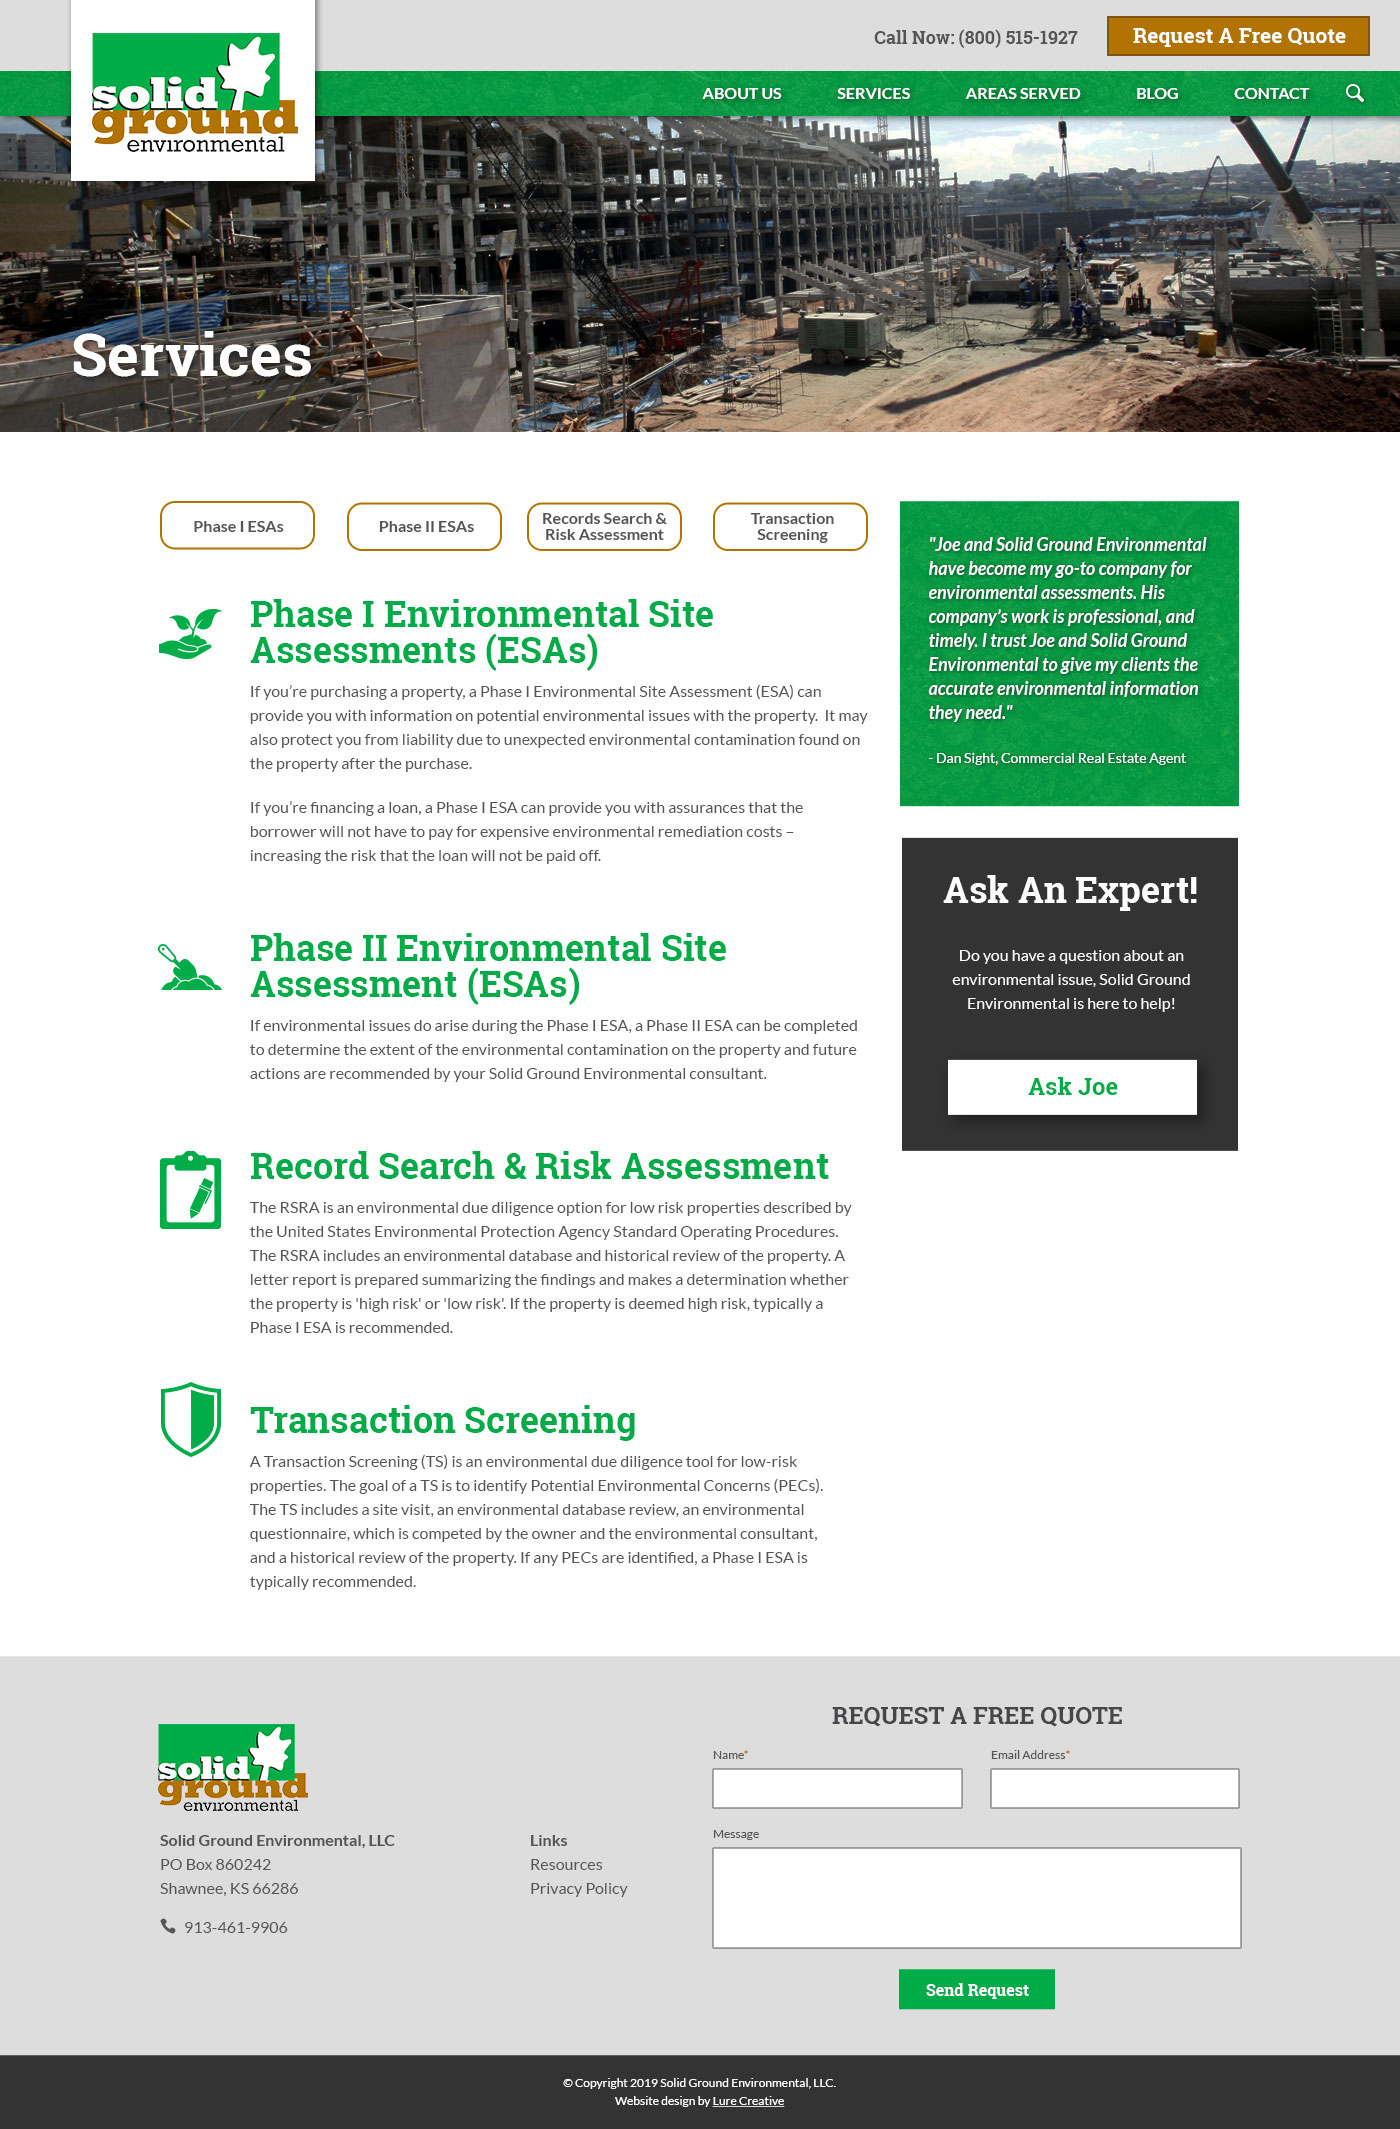 Call Now: (800) 515-1927
Request A Free Quote
solid
ground
environmental
ABOUT US
SERVICES
AREAS SERVED
BLOG
CONTACT
Services
Phase I ESAs
Phase II ESAs
Records Search &
Risk Assessment
Transaction
Screening
Phase I Environmental Site
Assessments (ESAs)
If you’re purchasing a property, a Phase I Environmental Site Assessment (ESA) can
provide you with information on potential environmental issues with the property.  It may
also protect you from liability due to unexpected environmental contamination found on
the property after the purchase.
If you’re financing a loan, a Phase I ESA can provide you with assurances that the
borrower will not have to pay for expensive environmental remediation costs –
increasing the risk that the loan will not be paid off.
Phase II Environmental Site
Assessment (ESAs)
If environmental issues do arise during the Phase I ESA, a Phase II ESA can be completed
to determine the extent of the environmental contamination on the property and future
actions are recommended by your Solid Ground Environmental consultant.
Record Search & Risk Assessment
The RSRA is an environmental due diligence option for low risk properties described by
the United States Environmental Protection Agency Standard Operating Procedures.
The RSRA includes an environmental database and historical review of the property. A
letter report is prepared summarizing the findings and makes a determination whether
the property is 'high risk' or 'low risk'. If the property is deemed high risk, typically a
Phase I ESA is recommended.
Transaction Screening
A Transaction Screening (TS) is an environmental due diligence tool for low-risk
properties. The goal of a TS is to identify Potential Environmental Concerns (PECs).
The TS includes a site visit, an environmental database review, an environmental
questionnaire, which is competed by the owner and the environmental consultant,
and a historical review of the property. If any PECs are identified, a Phase I ESA is
typically recommended.
"Joe and Solid Ground Environmental
have become my go-to company for
environmental assessments. His
company’s work is professional, and
timely. I trust Joe and Solid Ground
Environmental to give my clients the
accurate environmental information
they need."
- Dan Sight, Commercial Real Estate Agent
Ask An Expert!
Do you have a question about an
environmental issue, Solid Ground
Environmental is here to help!
Ask Joe
solid
ground
environmental
Solid Ground Environmental, LLC
PO Box 860242
Shawnee, KS 66286
913-461-9906
Links
Resources
Privacy Policy
REQUEST A FREE QUOTE
Name*
Email Address*
Message
Send Request
© Copyright 2019 Solid Ground Environmental, LLC.
Website design by Lure Creative